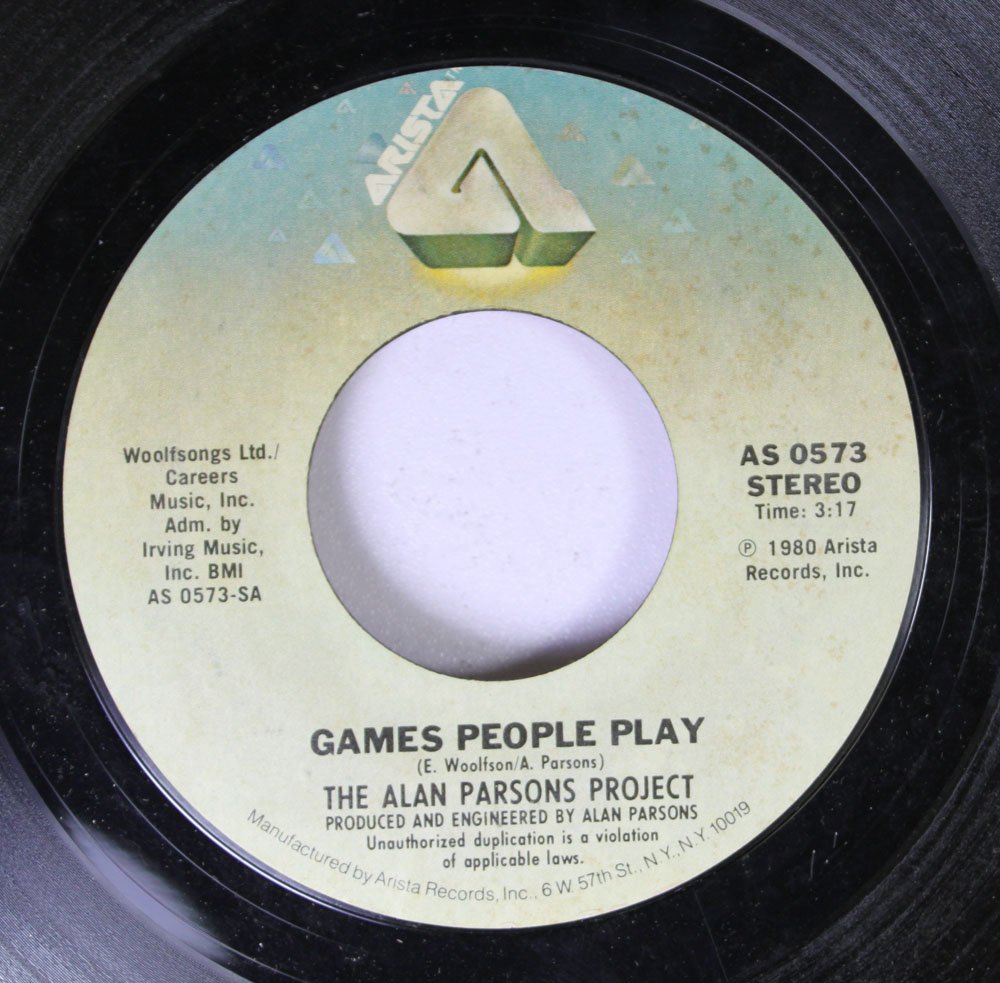 ARISTA™
Woolfsongs Ltd./
Careers
Music, Inc.
Adm. by
Irving Music,
Inc. BMI
AS 0573-SA
AS 0573
STEREO
Time: 3:17
℗ 1980 Arista
Records, Inc.
GAMES PEOPLE PLAY
(E. Woolfson/A. Parsons)
THE ALAN PARSONS PROJECT
PRODUCED AND ENGINEERED BY ALAN PARSONS
Unauthorized duplication is a violation
of applicable laws.
Manufactured by Arista Records, Inc., 6 W. 57th St., N.Y., N.Y. 10019